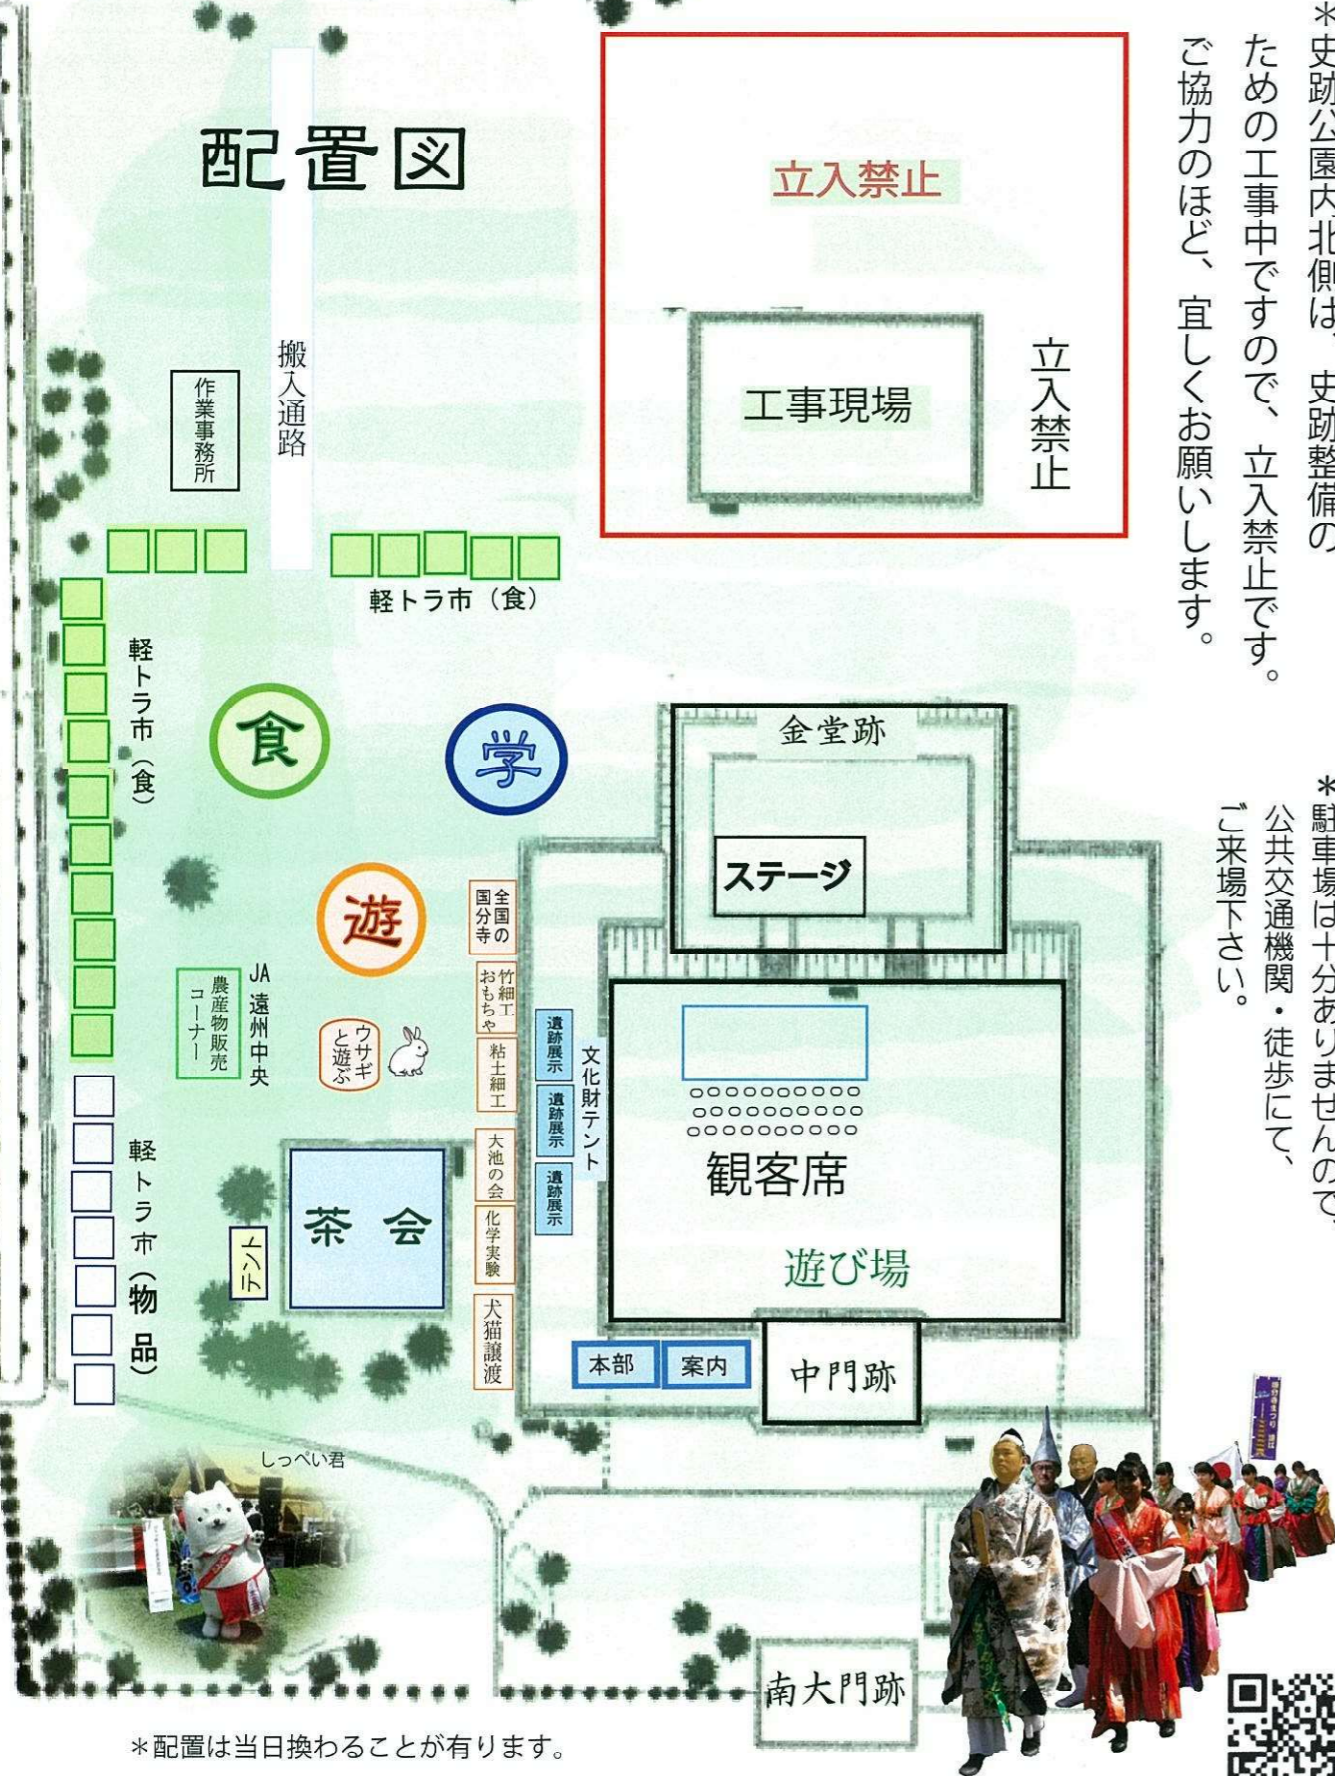 ＊史跡公園内北側は、史跡整備の
ための工事中ですので、立入禁止です。
ご協力のほど、宜しくお願いします。
＊駐車場は十分ありませんので、
公共交通機関・徒歩にて、
ご来場下さい。
配置図
立入禁止
工事現場
立入禁止
搬入通路
作業事務所
軽トラ市（食）
軽トラ市（食）
食
学
遊
金堂跡
ステージ
全国の
国分寺
竹細工
おもちゃ
粘土細工
大池の会
化学実験
犬猫譲渡
JA 遠州中央
農産物販売
コーナー
ウサギ
と遊ぶ
文化財テント
遺跡展示
遺跡展示
遺跡展示
観客席
遊び場
茶会
テント
軽トラ市（物品）
本部
案内
中門跡
しっぺい君
南大門跡
＊配置は当日換わることが有ります。